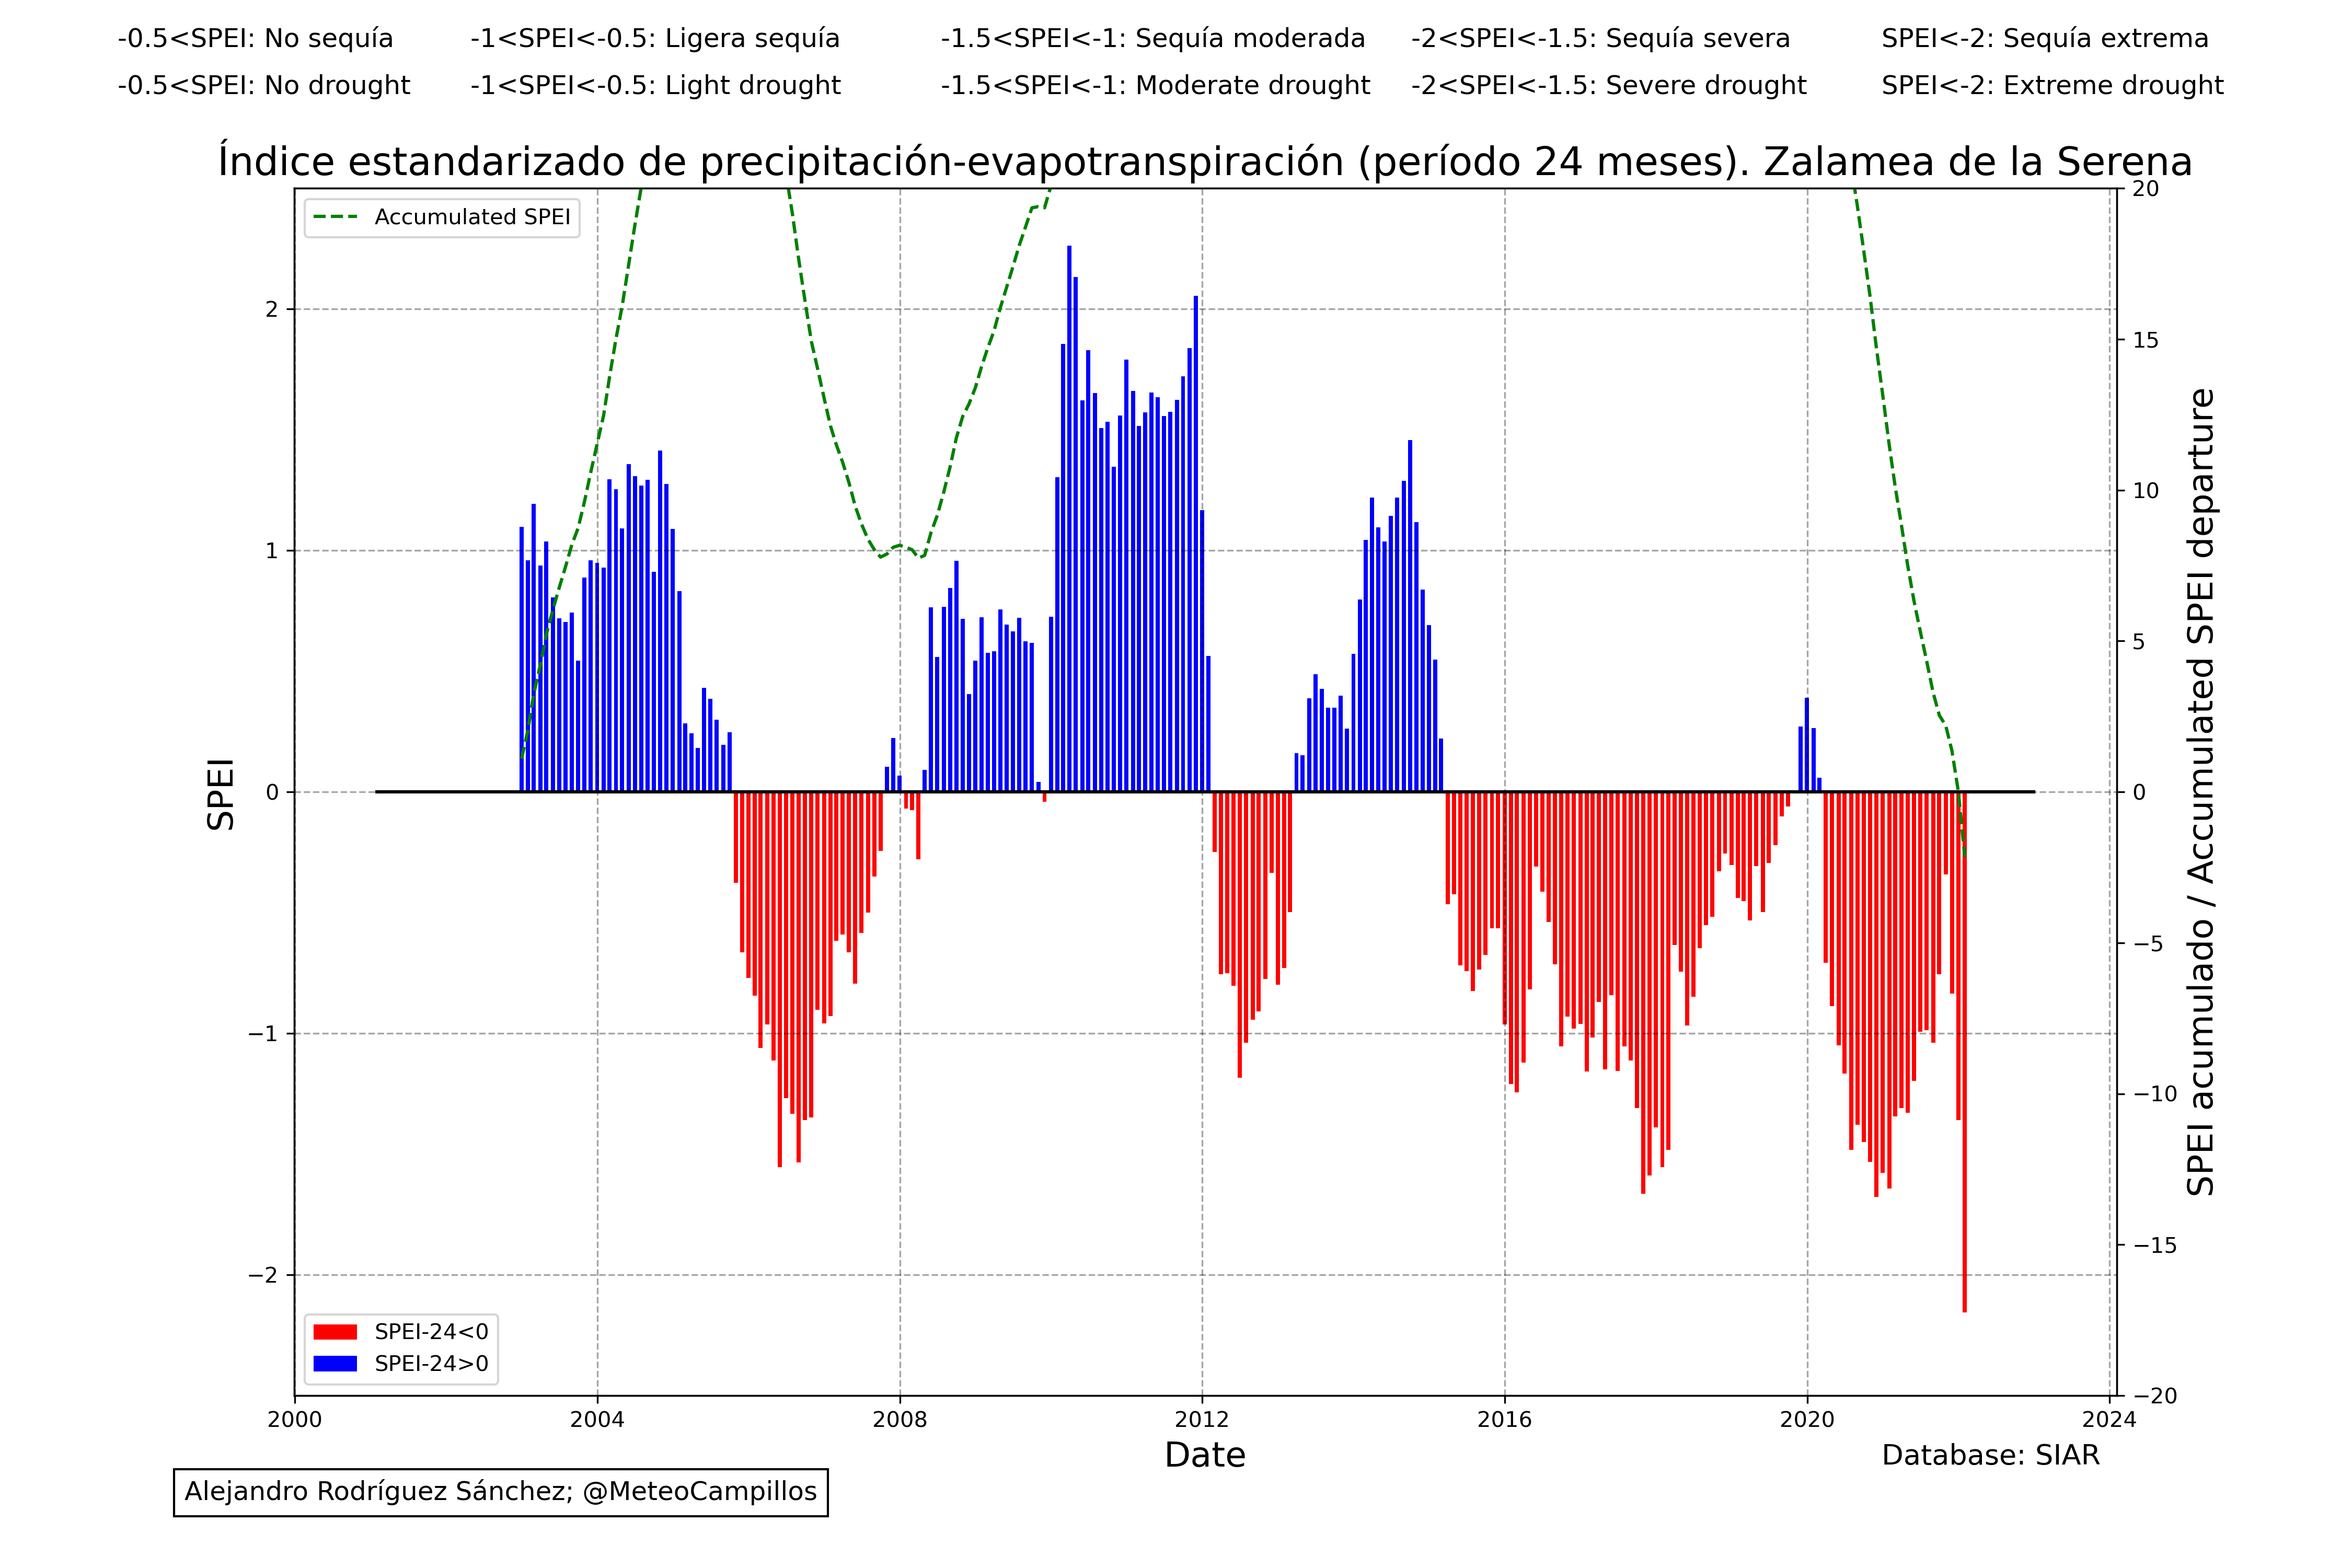 -0.5<SPEI: No sequía -1<SPEI<-0.5: Ligera sequía -1.5<SPEI<-1: Sequía moderada -2<SPEI<-1.5: Sequía severa SPEI<-2: Sequía extrema
-0.5<SPEI: No drought -1<SPEI<-0.5: Light drought -1.5<SPEI<-1: Moderate drought -2<SPEI<-1.5: Severe drought SPEI<-2: Extreme drought
Índice estandarizado de precipitación-evapotranspiración (período 24 meses). Zalamea de la Serena
Accumulated SPEI
2
1
0
−1
−2
SPEI
20
15
10
5
0
−5
−10
−15
−20
SPEI acumulado / Accumulated SPEI departure
SPEI-24<0
SPEI-24>0
2000 2004 2008 2012 2016 2020 2024
Date
Database: SIAR
Alejandro Rodríguez Sánchez; @MeteoCampillos